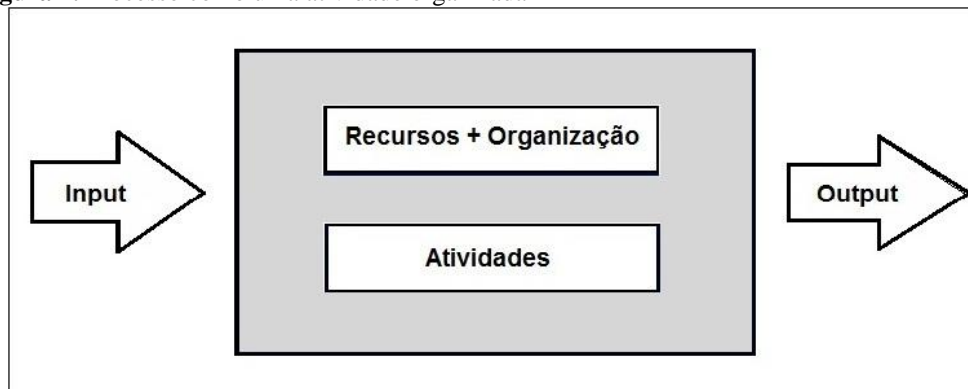 Recursos + Organização
Input
Output
Atividades